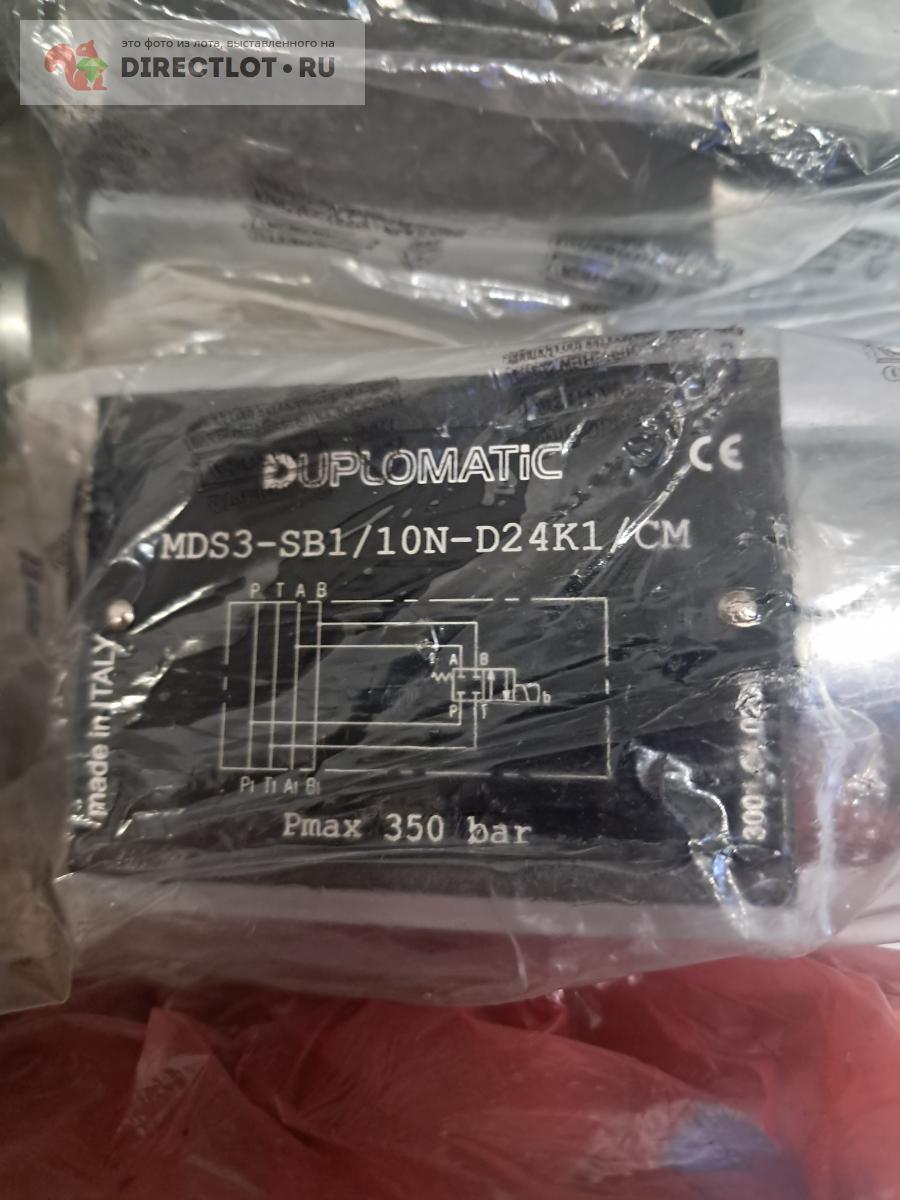 это фото из лота, выставленного на
DIRECTLOT.RU
DUPLOMATiC
CE
MDS3-SB1/10N-D24K1/CM
P T A B
A B
b
P T
P1 T1 A1 B1
made in ITALY
Pmax 350 bar